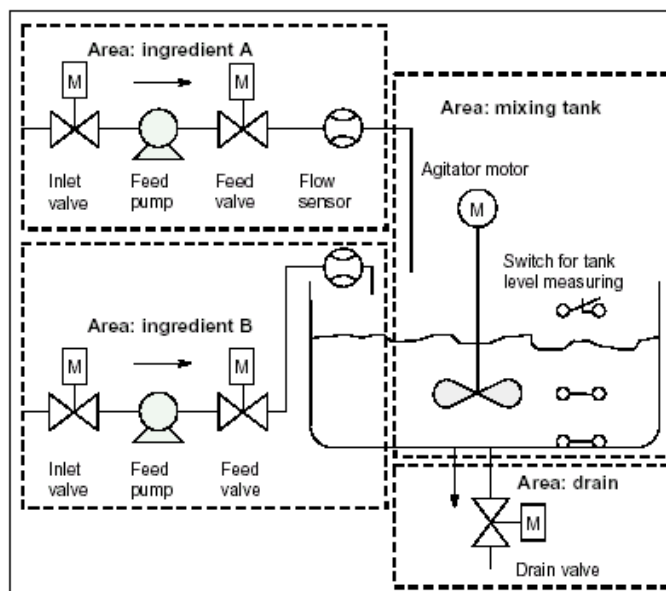 Area: ingredient A
M
M
Inlet
valve
Feed
pump
Feed
valve
Flow
sensor
Area: mixing tank
Agitator motor
M
Switch for tank
level measuring
Area: ingredient B
M
M
Inlet
valve
Feed
pump
Feed
valve
Area: drain
M
Drain valve